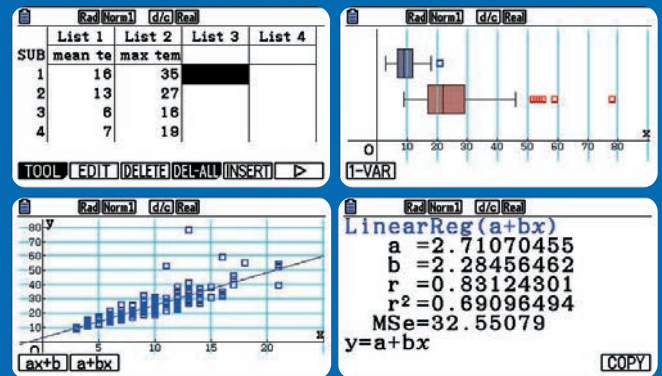 Rad Norm1 d/c Real
List 1 List 2 List 3 List 4
SUB mean te max tem
1 16 35
2 13 27
3 6 16
4 7 19
TOOL EDIT DELETE DEL-ALL INSERT ▷
Rad Norm1 d/c Real
O 10 20 30 40 50 60 70 80 x
1-VAR
Rad Norm1 d/c Real
y
80
70
60
50
40
30
20
10
O 5 10 15 20 x
ax+b a+bx
Rad Norm1 d/c Real
LinearReg(a+bx)
a =2.71070455
b =2.28456462
r =0.83124301
r²=0.69096494
MSe=32.55079
y=a+bx
COPY